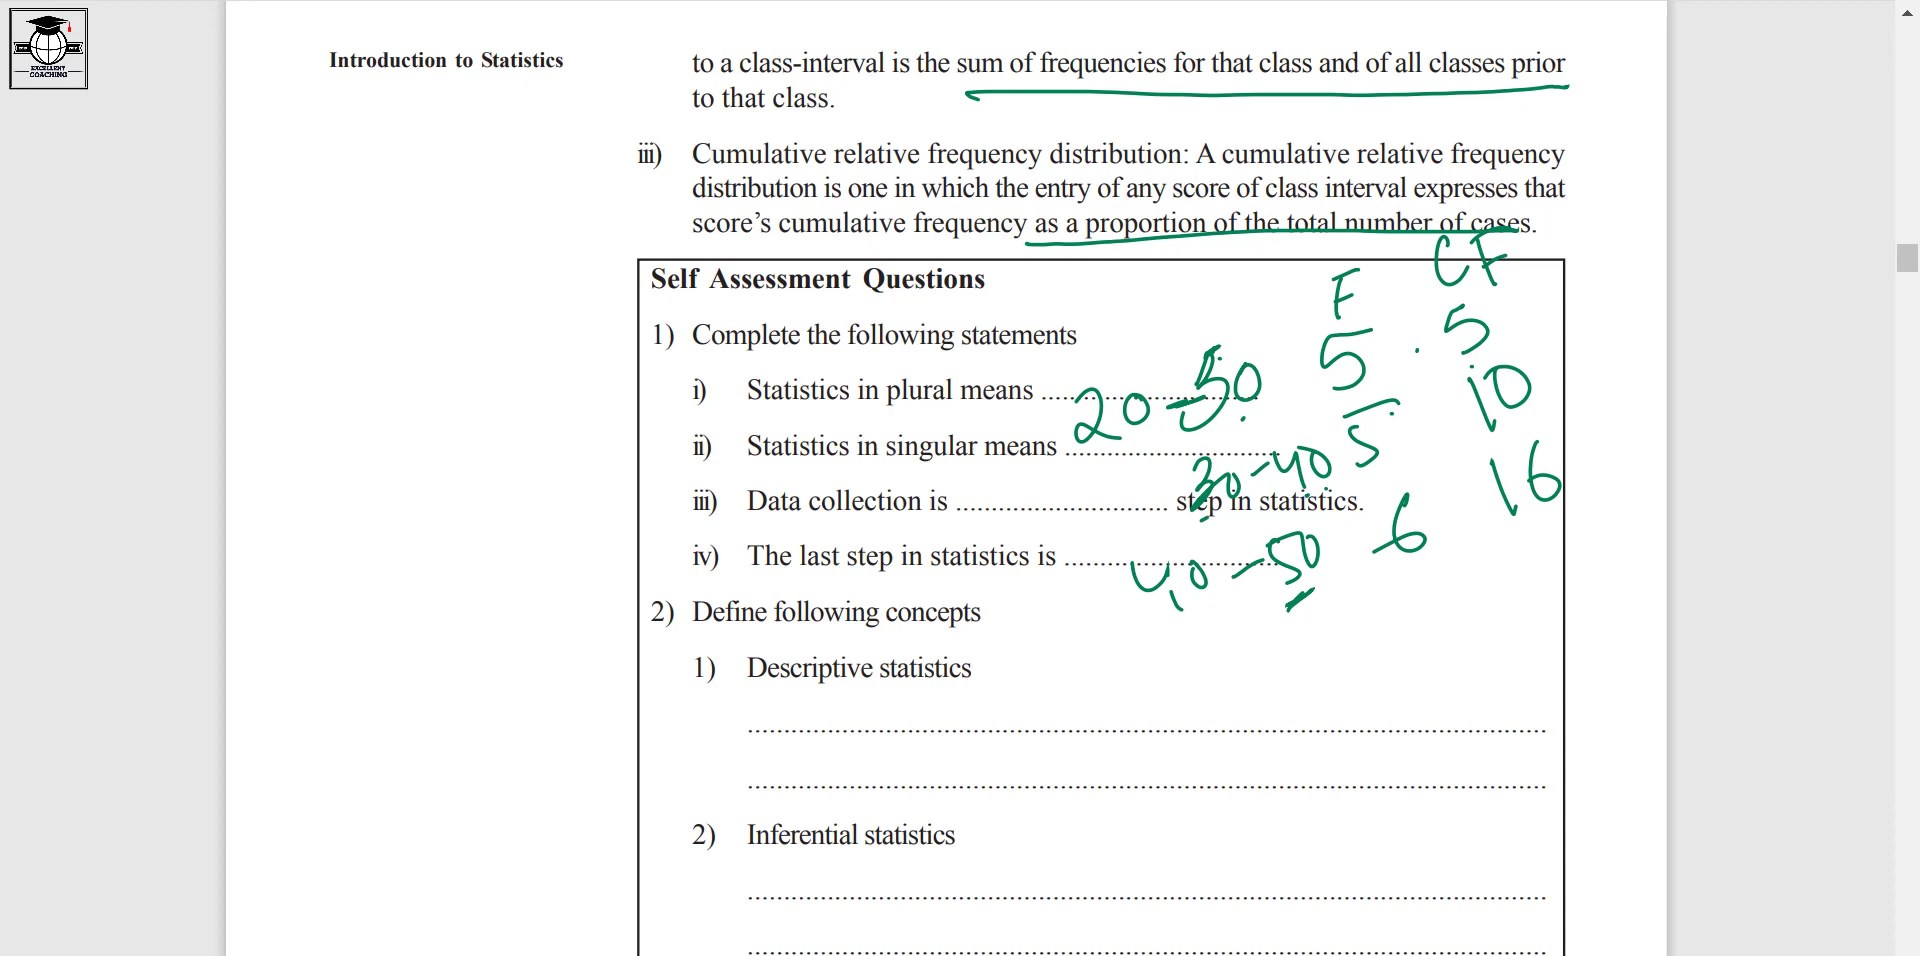 EXCELLENT
COACHING
Introduction to Statistics
to a class-interval is the sum of frequencies for that class and of all classes prior
to that class.
iii) Cumulative relative frequency distribution: A cumulative relative frequency
distribution is one in which the entry of any score of class interval expresses that
score’s cumulative frequency as a proportion of the total number of cases.
Self Assessment Questions
1) Complete the following statements
i) Statistics in plural means ..............................
ii) Statistics in singular means ..............................
iii) Data collection is ............................. step in statistics.
iv) The last step in statistics is ..............................
2) Define following concepts
1) Descriptive statistics
2) Inferential statistics
F CF
20-30 5 5
30-40 5 10
40-50 6 16